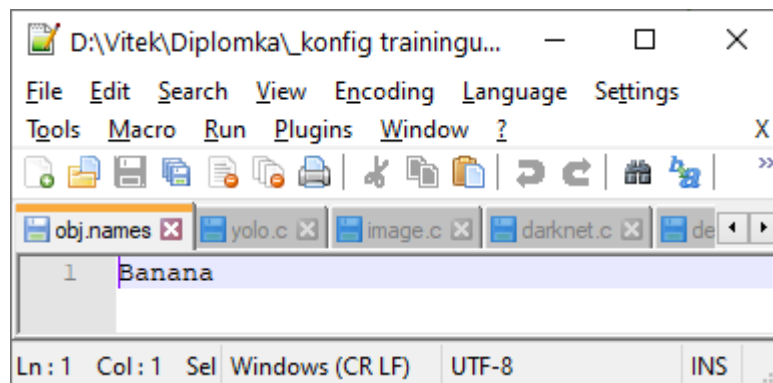 D:\Vitek\Diplomka\_konfig trainingu...
File Edit Search View Encoding Language Settings
Tools Macro Run Plugins Window ? X
obj.names yolo.c image.c darknet.c de
1 Banana
Ln : 1 Col : 1 Sel Windows (CR LF) UTF-8 INS